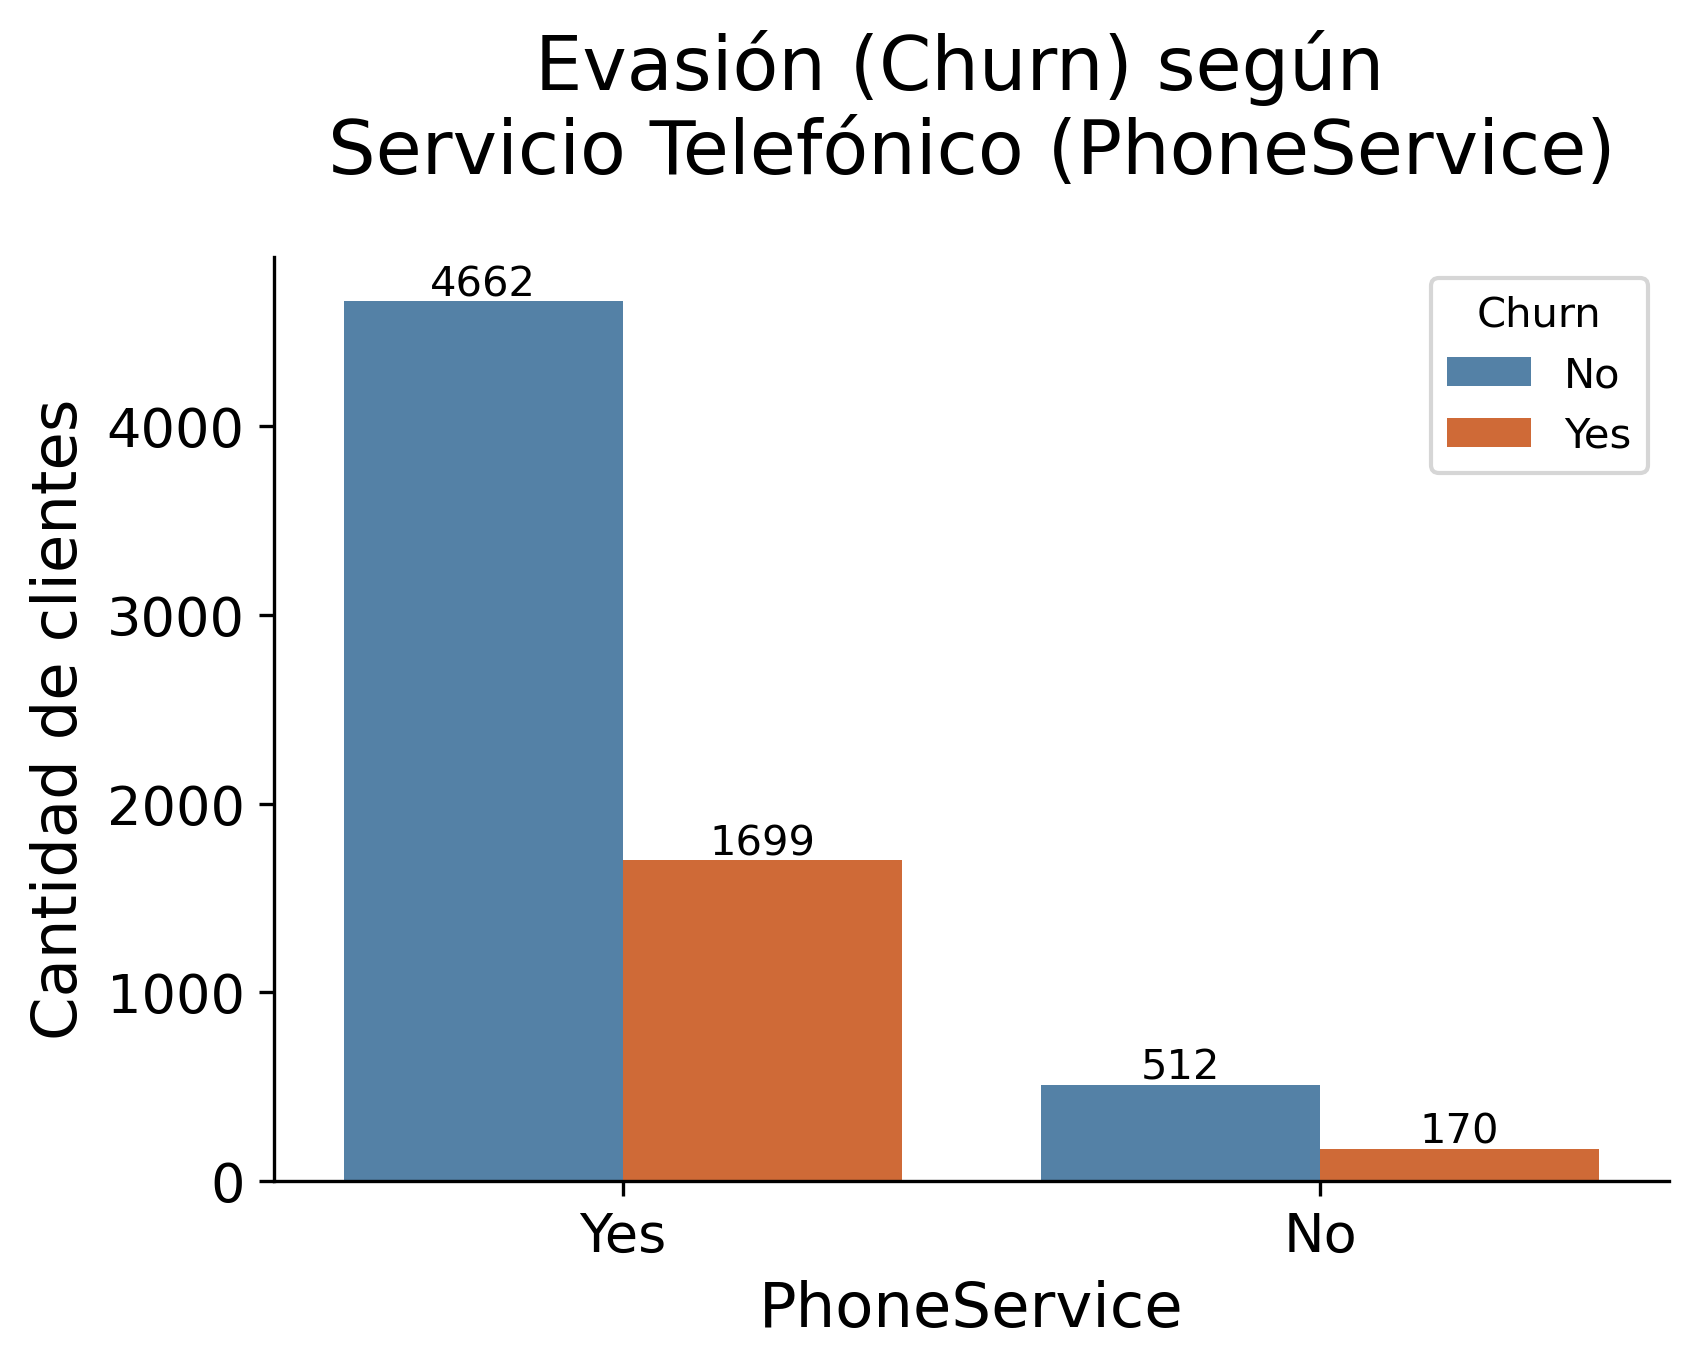 Evasión (Churn) según
Servicio Telefónico (PhoneService)
Cantidad de clientes
4000
3000
2000
1000
0
4662
1699
512
170
Churn
No
Yes
Yes
No
PhoneService